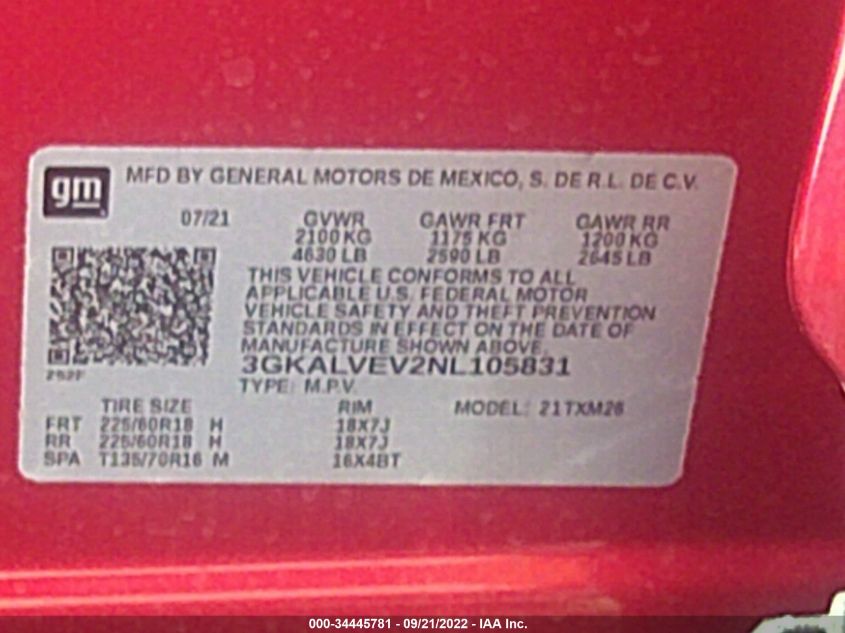 gm
MFD BY GENERAL MOTORS DE MEXICO, S. DE R.L. DE C.V.
07/21 GVWR GAWR FRT GAWR RR
2100 KG 1175 KG 1200 KG
4630 LB 2590 LB 2645 LB
THIS VEHICLE CONFORMS TO ALL
APPLICABLE U.S. FEDERAL MOTOR
VEHICLE SAFETY AND THEFT PREVENTION
STANDARDS IN EFFECT ON THE DATE OF
MANUFACTURE SHOWN ABOVE.
3GKALVEV2NL105831
TYPE: M.P.V.
TIRE SIZE RIM MODEL: 21TXM26
FRT 225/60R18 H 18X7J
RR 225/60R18 H 18X7J
SPA T135/70R16 M 16X4BT
000-34445781 - 09/21/2022 - IAA Inc.